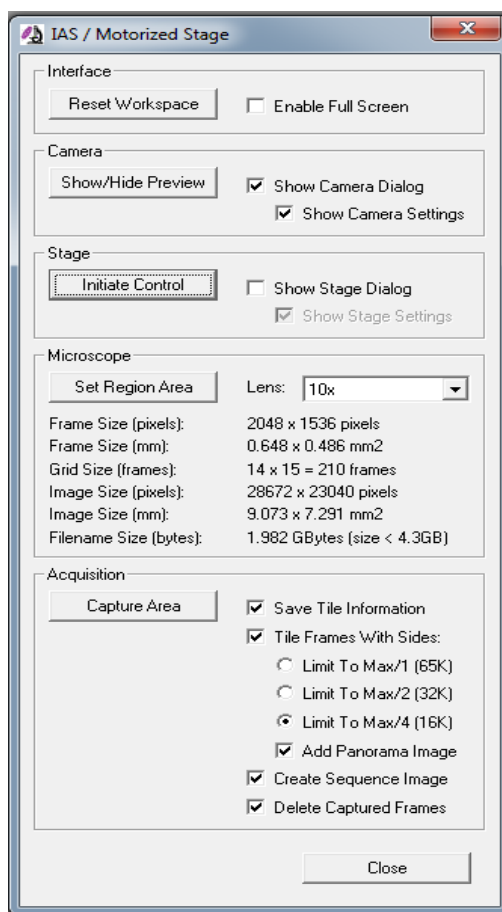 IAS / Motorized Stage
Interface
Reset Workspace Enable Full Screen
Camera
Show/Hide Preview Show Camera Dialog
Show Camera Settings
Stage
Initiate Control Show Stage Dialog
Show Stage Settings
Microscope
Set Region Area Lens: 10x
Frame Size (pixels): 2048 x 1536 pixels
Frame Size (mm): 0.648 x 0.486 mm2
Grid Size (frames): 14 x 15 = 210 frames
Image Size (pixels): 28672 x 23040 pixels
Image Size (mm): 9.073 x 7.291 mm2
Filename Size (bytes): 1.982 GBytes (size < 4.3GB)
Acquisition
Capture Area Save Tile Information
Tile Frames With Sides:
Limit To Max/1 (65K)
Limit To Max/2 (32K)
Limit To Max/4 (16K)
Add Panorama Image
Create Sequence Image
Delete Captured Frames
Close